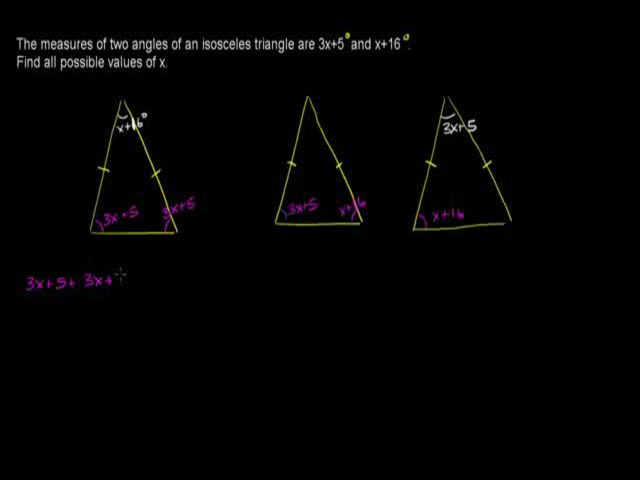 The measures of two angles of an isosceles triangle are 3x+5° and x+16°.
Find all possible values of x.
x+16°
3x+5
3x+5
3x+5
3x+5
x+16
x+16
3x+5+ 3x+